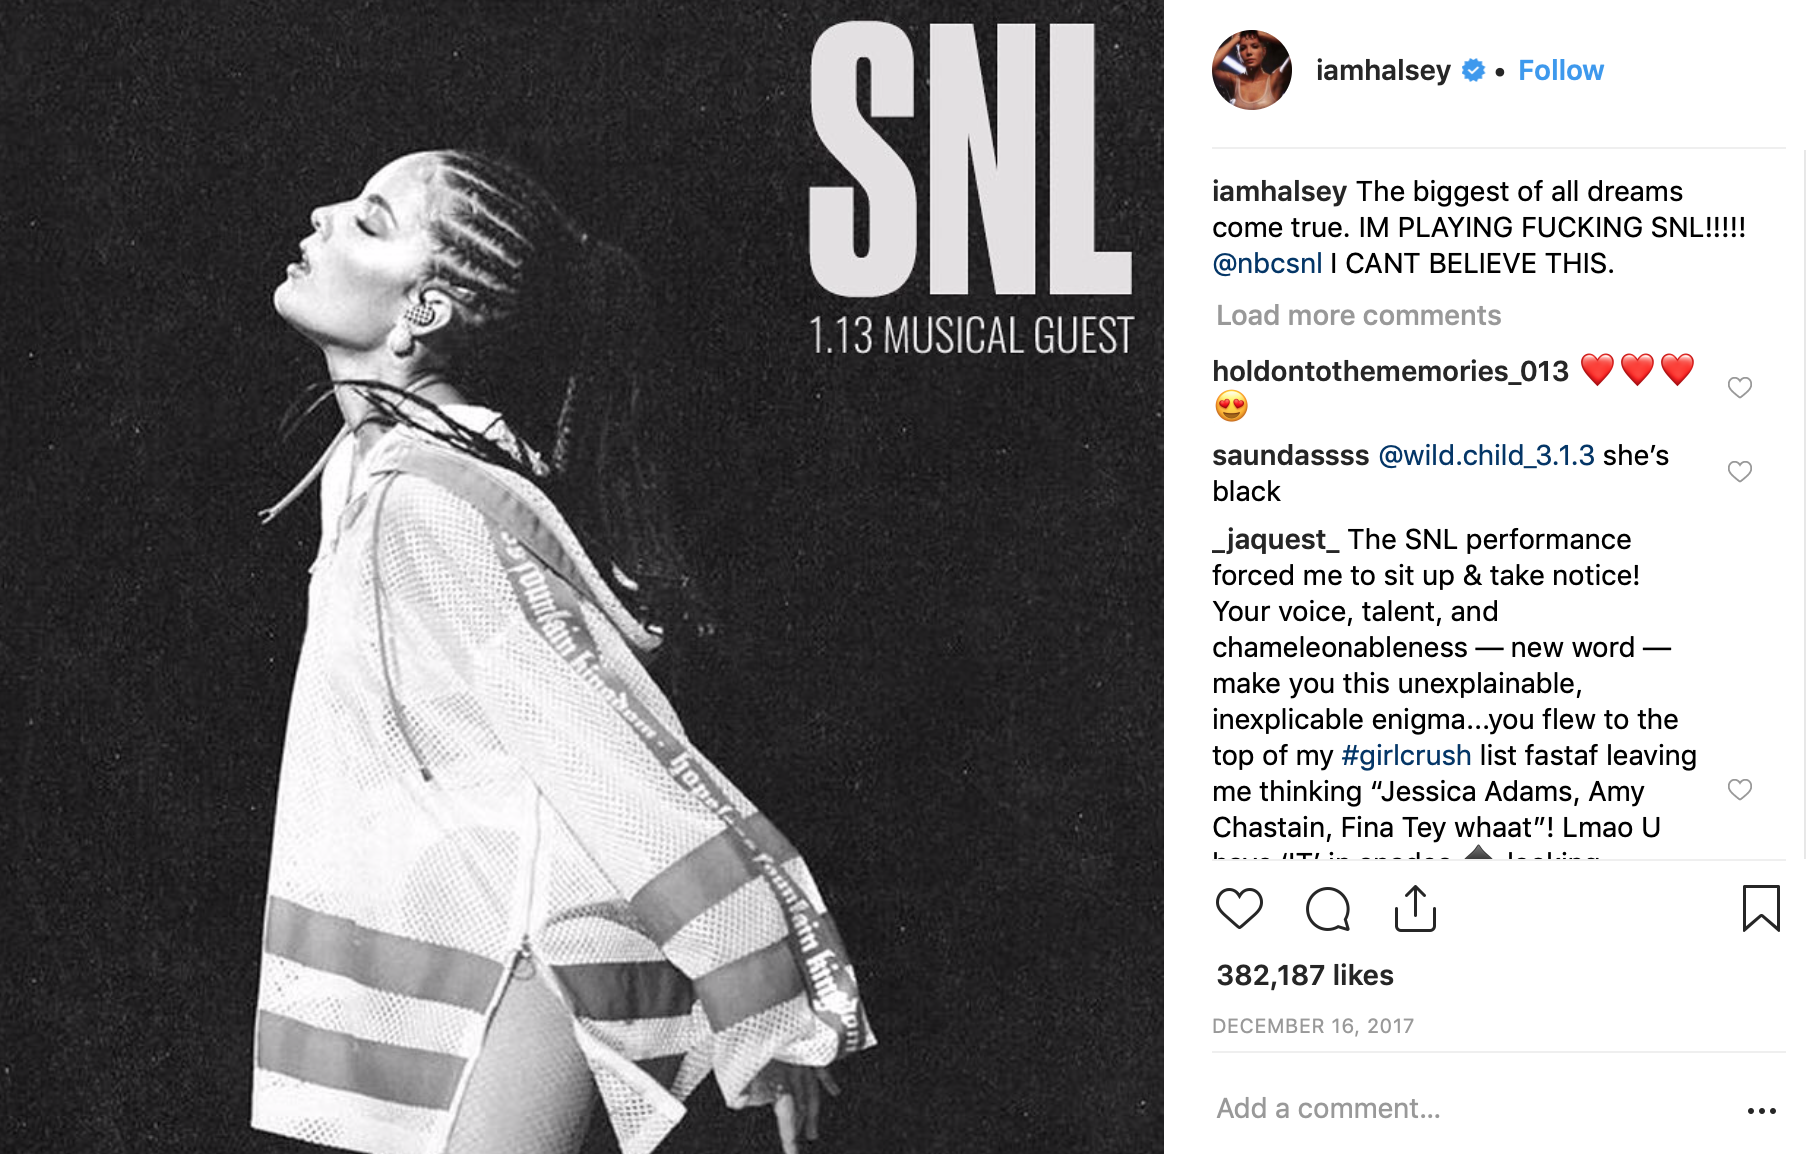 SNL
1.13 MUSICAL GUEST
hopeless fountain kingdom
iamhalsey • Follow
iamhalsey The biggest of all dreams
come true. IM PLAYING FUCKING SNL!!!!!
@nbcsnl I CANT BELIEVE THIS.
Load more comments
holdontothememories_013 ❤️❤️❤️
😍
saundassss @wild.child_3.1.3 she’s
black
_jaquest_ The SNL performance
forced me to sit up & take notice!
Your voice, talent, and
chameleonableness — new word —
make you this unexplainable,
inexplicable enigma...you flew to the
top of my #girlcrush list fastaf leaving
me thinking “Jessica Adams, Amy
Chastain, Fina Tey whaat”! Lmao U
382,187 likes
DECEMBER 16, 2017
Add a comment...